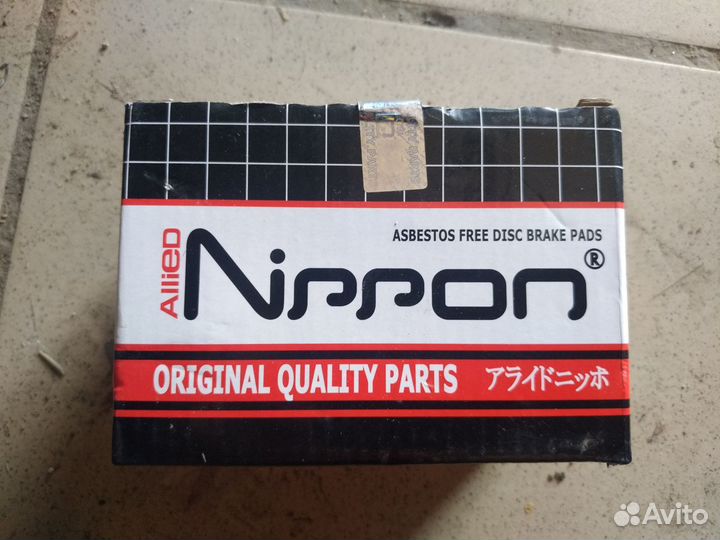 ASBESTOS FREE DISC BRAKE PADS
Allied
Nippon®
ORIGINAL QUALITY PARTS アライドニッポ
Avito